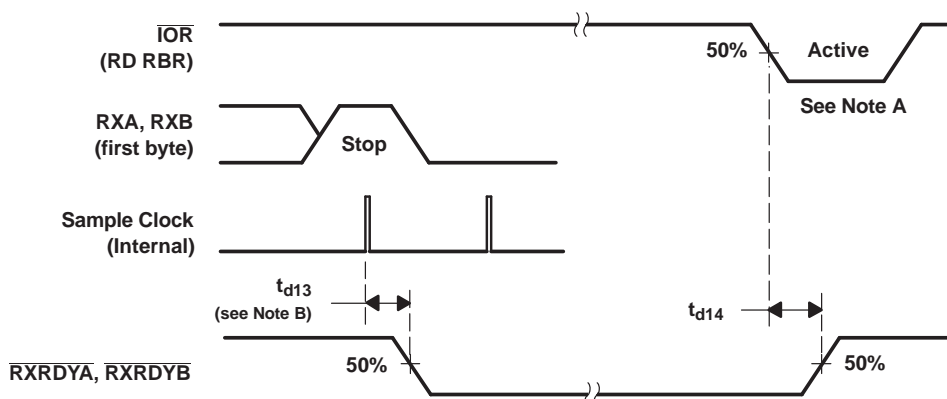 IOR
(RD RBR)
50%
Active
See Note A
RXA, RXB
(first byte)
Stop
Sample Clock
(Internal)
td13
(see Note B)
td14
RXRDYA, RXRDYB
50%
50%